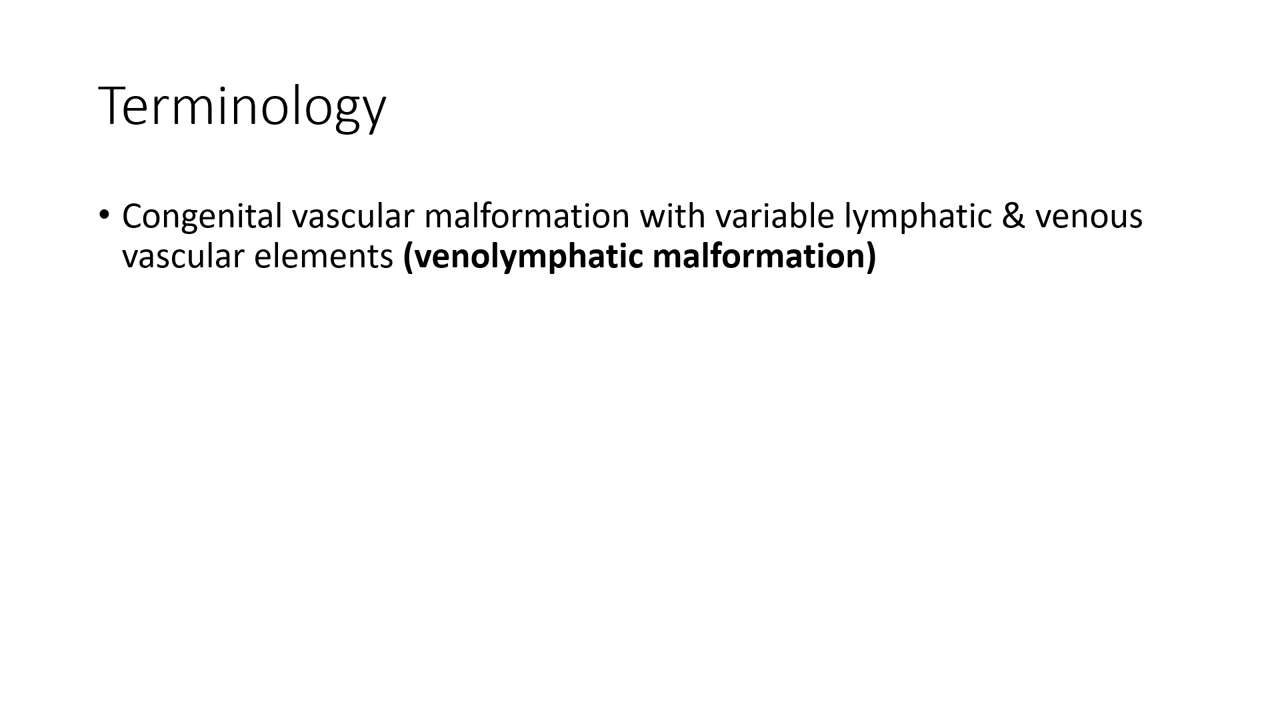 Terminology
• Congenital vascular malformation with variable lymphatic & venous
vascular elements (venolymphatic malformation)